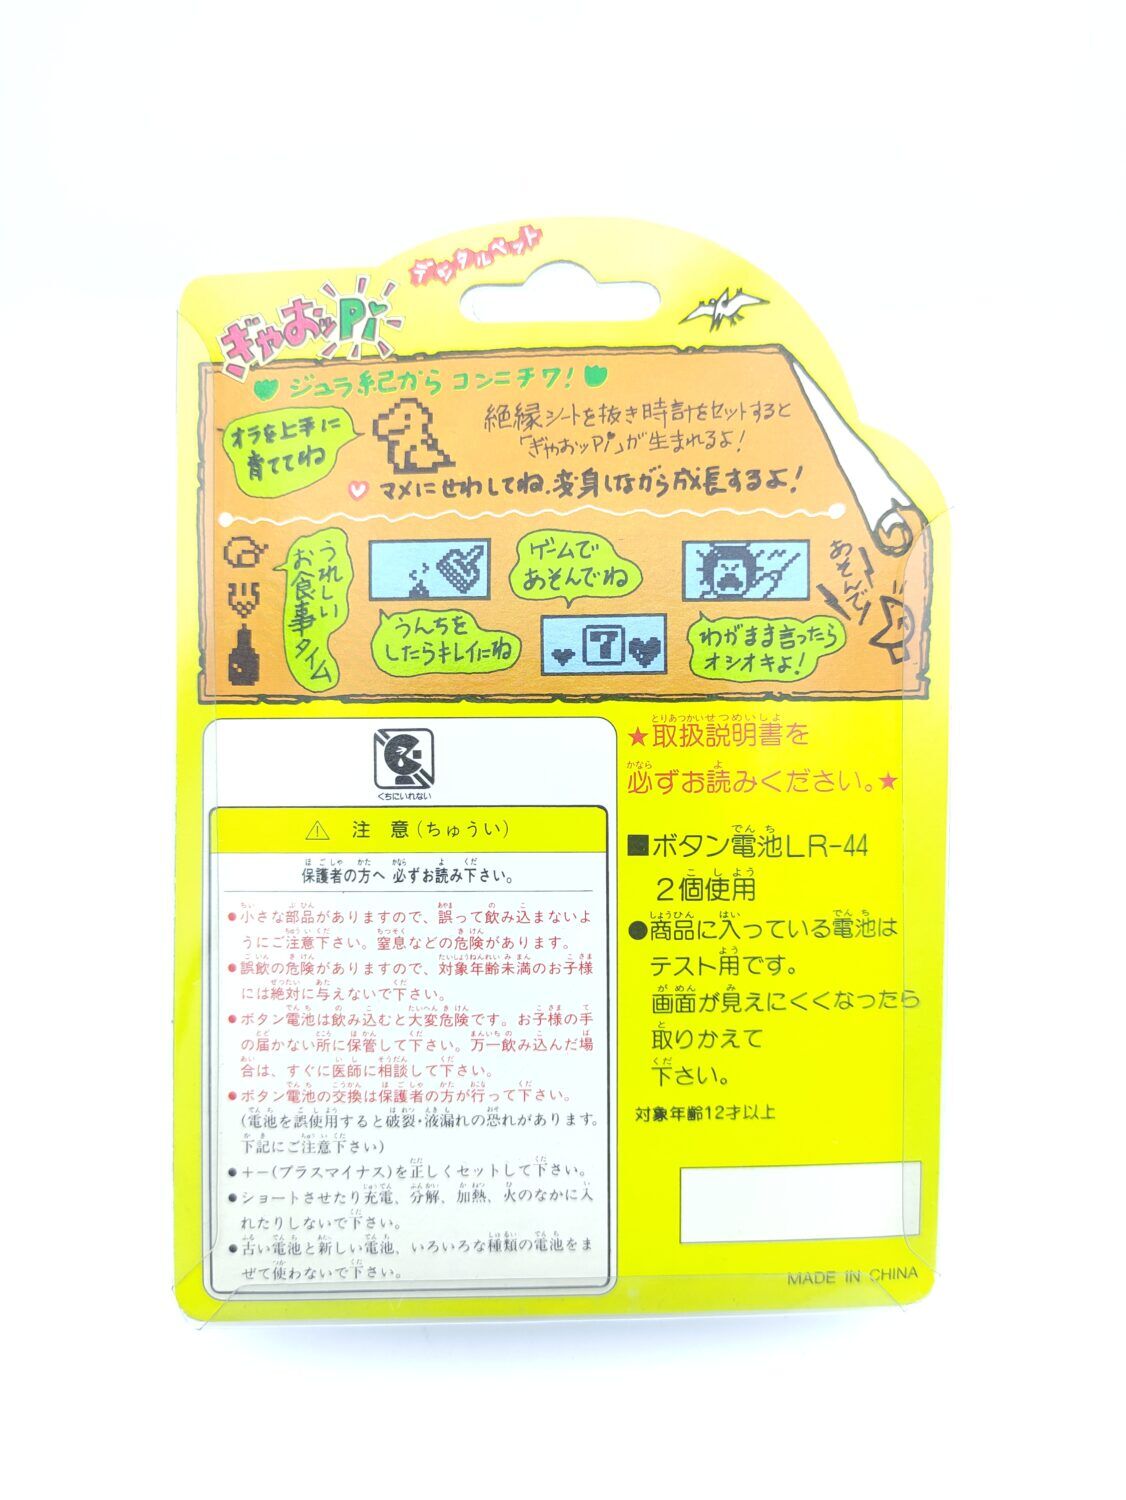 デジタルペット
ぎゃおッPi
ジュラ紀からコンニチワ!
オラを上手に
育ててね
絶縁シートを抜き時計をセットすると
「ぎゃおッPi」が生まれるよ!
マメにせわしてね。変身しながら成長するよ!
うれしい
お食事タイム
うんちを
したらキレイにね
ゲームで
あそんでね
7
わがまま言ったら
オシオキよ!
あそんで!
くちにいれない
⚠ 注意(ちゅうい)
保護者の方へ 必ずお読み下さい。
●小さな部品がありますので、誤って飲み込まないよ
うにご注意下さい。窒息などの危険があります。
●誤飲の危険がありますので、対象年齢未満のお子様
には絶対に与えないで下さい。
●ボタン電池は飲み込むと大変危険です。お子様の手
の届かない所に保管して下さい。万一飲み込んだ場
合は、すぐに医師に相談して下さい。
●ボタン電池の交換は保護者の方が行って下さい。
(電池を誤使用すると破裂・液漏れの恐れがあります。
下記にご注意下さい)
●+−(プラスマイナス)を正しくセットして下さい。
●ショートさせたり充電、分解、加熱、火のなかに入
れたりしないで下さい。
●古い電池と新しい電池、いろいろな種類の電池をま
ぜて使わないで下さい。
★取扱説明書を
必ずお読みください。★
■ボタン電池LR-44
2個使用
●商品に入っている電池は
テスト用です。
画面が見えにくくなったら
取りかえて
下さい。
対象年齢12才以上
MADE IN CHINA